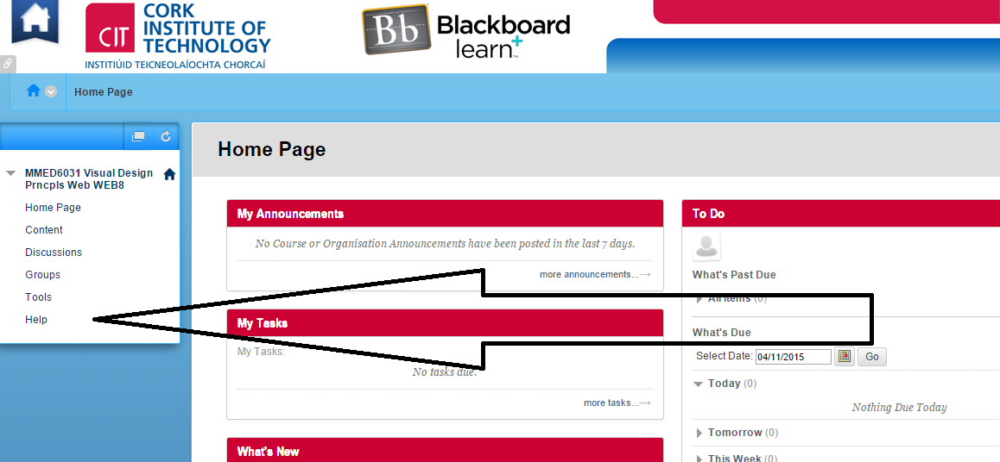 CIT
CORK
INSTITUTE OF
TECHNOLOGY
INSTITIÚID TEICNEOLAÍOCHTA CHORCAÍ
Bb
Blackboard
learn+™
Home Page
MMED6031 Visual Design
Prncpls Web WEB8
Home Page
Content
Discussions
Groups
Tools
Help
Home Page
My Announcements
No Course or Organisation Announcements have been posted in the last 7 days.
more announcements...→
My Tasks
My Tasks:
No tasks due.
more tasks...→
What's New
To Do
What's Past Due
All Items (0)
What's Due
Select Date: 04/11/2015 Go
Today (0)
Nothing Due Today
Tomorrow (0)
This Week (0)